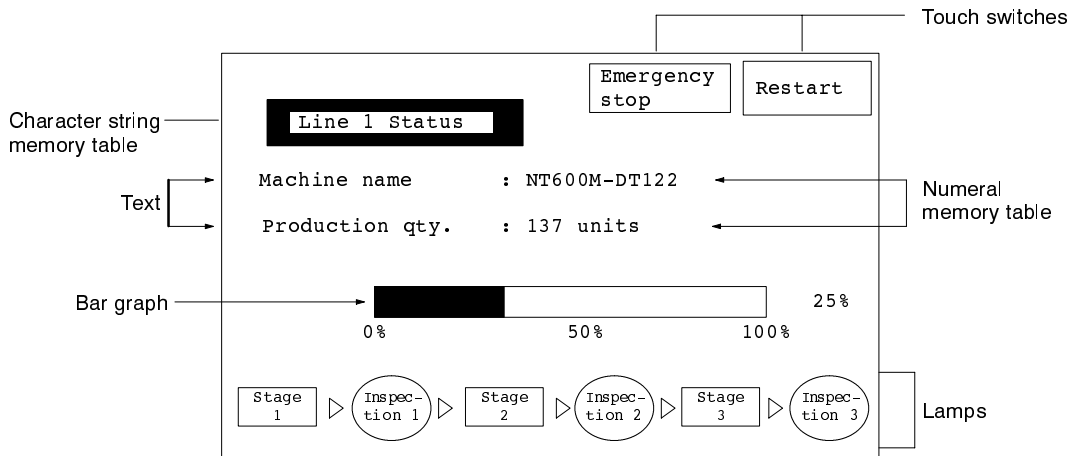 Touch switches
Emergency
stop
Restart
Character string
memory table
Line 1 Status
Machine name : NT600M-DT122
Text
Numeral
memory table
Production qty. : 137 units
Bar graph
25%
0% 50% 100%
Stage
1
Inspec-
tion 1
Stage
2
Inspec-
tion 2
Stage
3
Inspec-
tion 3
Lamps